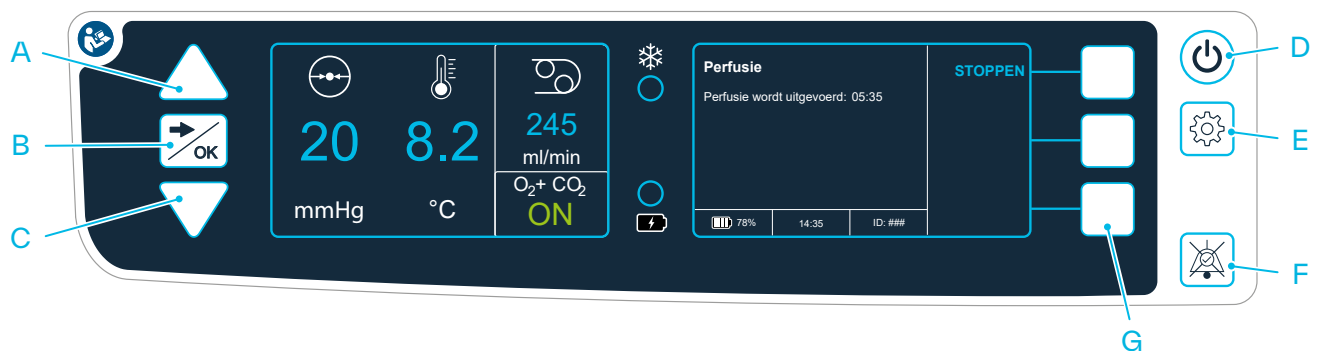 A
B
C
OK
20
mmHg
8.2
°C
245
ml/min
O₂+ CO₂
ON
Perfusie
Perfusie wordt uitgevoerd: 05:35
STOPPEN
78%
14:35
ID: ###
D
E
F
G